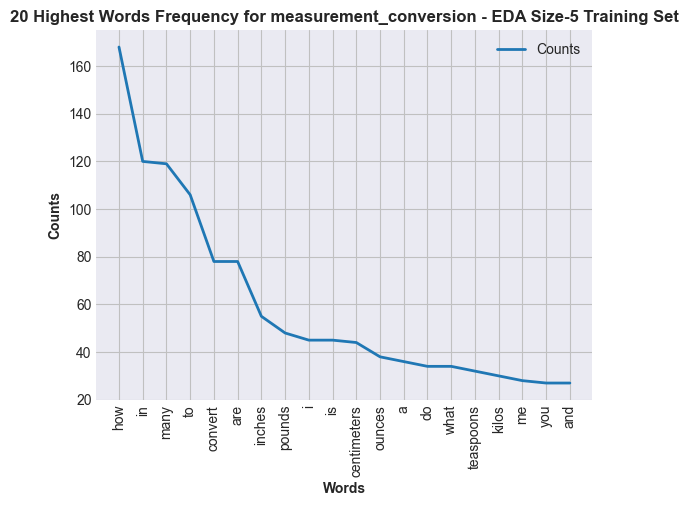 20 Highest Words Frequency for measurement_conversion - EDA Size-5 Training Set
Counts
160
140
120
100
80
60
40
20
Counts
how
in
many
to
convert
are
inches
pounds
i
is
centimeters
ounces
a
do
what
teaspoons
kilos
me
you
and
Words